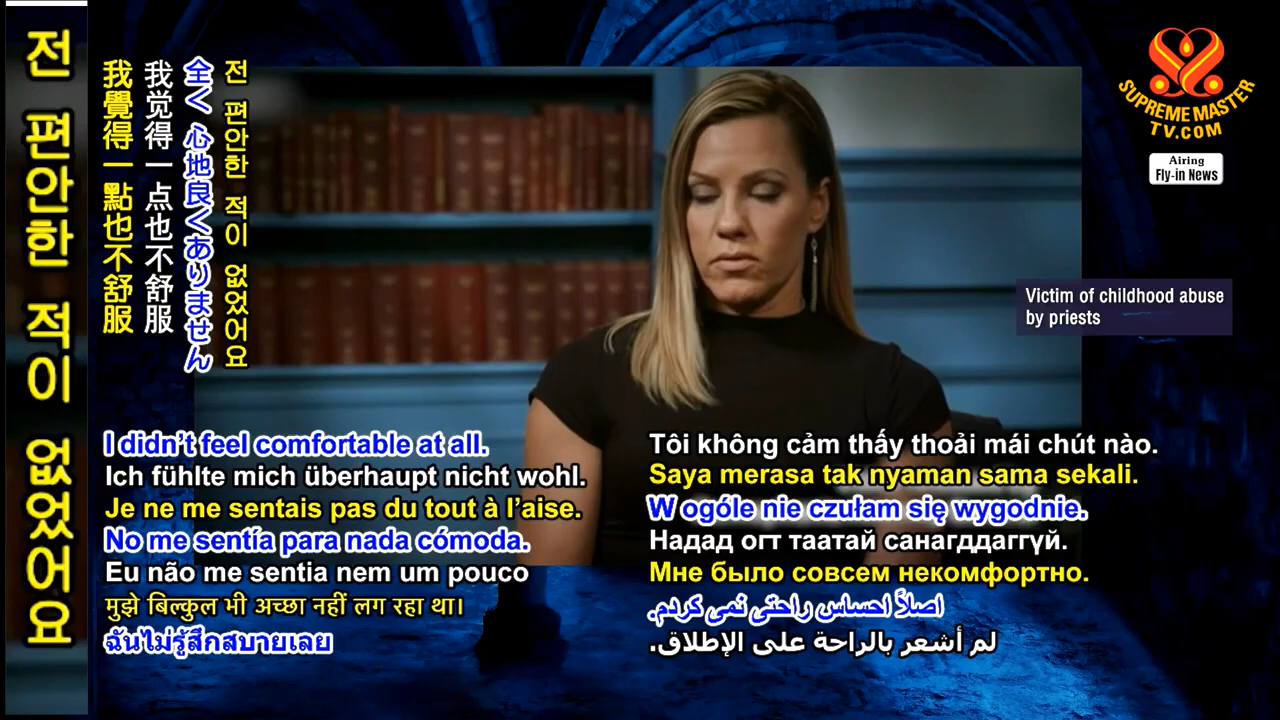 전 편안한 적이 없었어요
我覺得一點也不舒服
我觉得一点也不舒服
全く 心地良くありません
전 편안한 적이 없었어요
SUPREME MASTER
TV.COM
Airing
Fly-in News
Victim of childhood abuse
by priests
I didn't feel comfortable at all.
Ich fühlte mich überhaupt nicht wohl.
Je ne me sentais pas du tout à l'aise.
No me sentía para nada cómoda.
Eu não me sentia nem um pouco
मुझे बिल्कुल भी अच्छा नहीं लग रहा था।
ฉันไม่รู้สึกสบายเลย
Tôi không cảm thấy thoải mái chút nào.
Saya merasa tak nyaman sama sekali.
W ogóle nie czułam się wygodnie.
Надад огт таатай санагддаггүй.
Мне было совсем некомфортно.
اصلاً احساس راحتی نمی کردم.
لم أشعر بالراحة على الإطلاق.